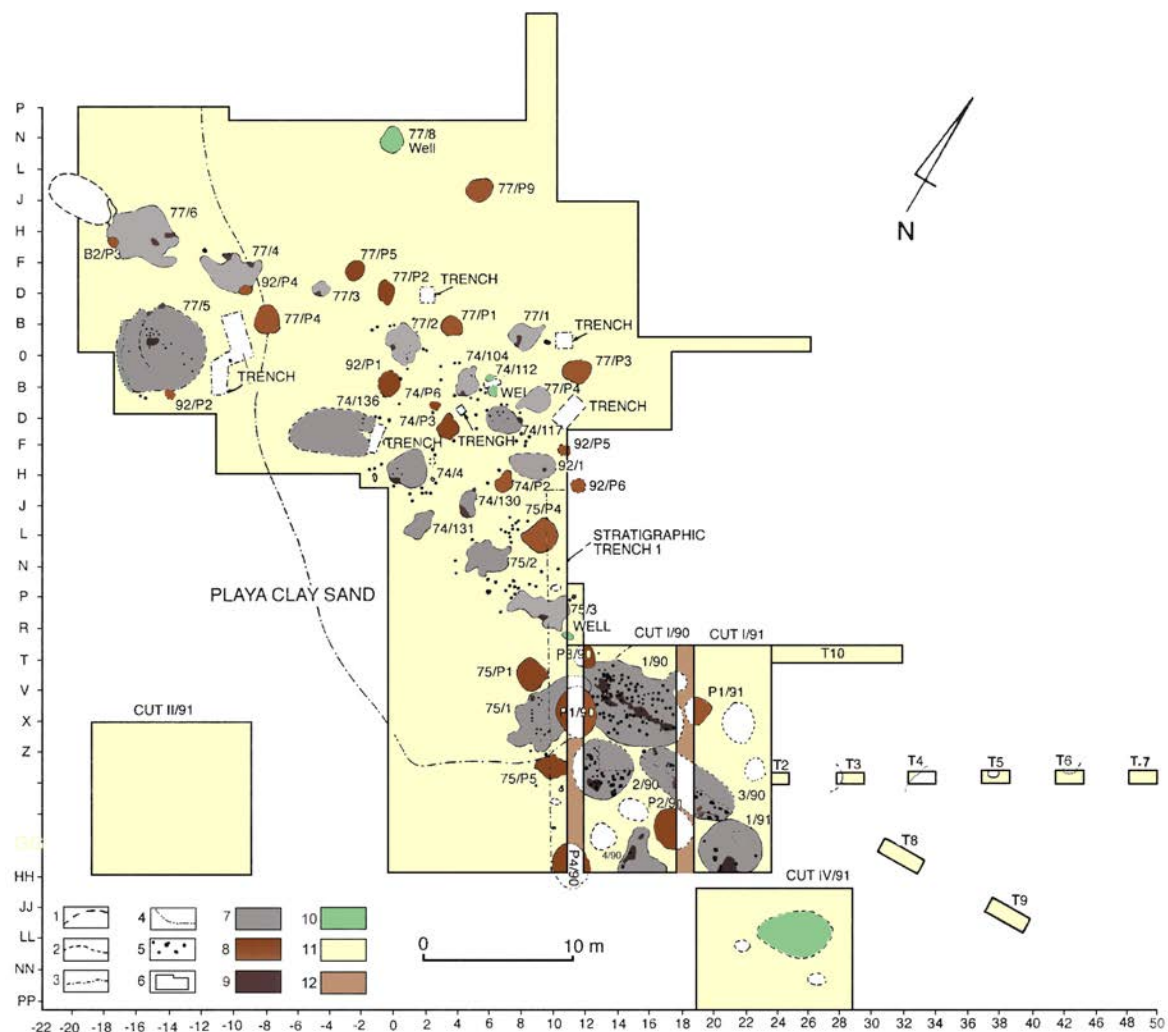 P
N
L
J
H
F
D
B
0
B
D
F
H
J
L
N
P
R
T
V
X
Z
GG
HH
JJ
LL
NN
PP
77/8
Well
77/P9
77/6
B2/P3
77/4
92/P4
77/P5
77/P2
TRENCH
77/3
77/5
77/P4
77/2
77/P1
77/1
TRENCH
TRENCH
92/P2
92/P1
74/104
74/112
WEL
77/P3
77/P4
TRENCH
74/136
74/P6
74/P3
TRENGH
74/117
TRENCH
92/P5
74/4
92/1
74/P2
92/P6
74/130
75/P4
74/131
STRATIGRAPHIC
TRENCH 1
75/2
PLAYA CLAY SAND
75/3
WELL
CUT I/90
CUT I/91
T10
1/90
75/P1
P1/91
75/1
CUT II/91
75/P5
2/90
3/90
1/91
4/90
P4/90
T2
T3
T4
T5
T6
T.7
T8
T9
CUT IV/91
N
1
2
3
4
5
6
7
8
9
10
11
12
0
10 m
-22 -20 -18 -16 -14 -12 -10 -8 -6 -4 -2 0 2 4 6 8 10 12 14 16 18 20 22 24 26 28 30 32 34 36 38 40 42 44 46 48 50